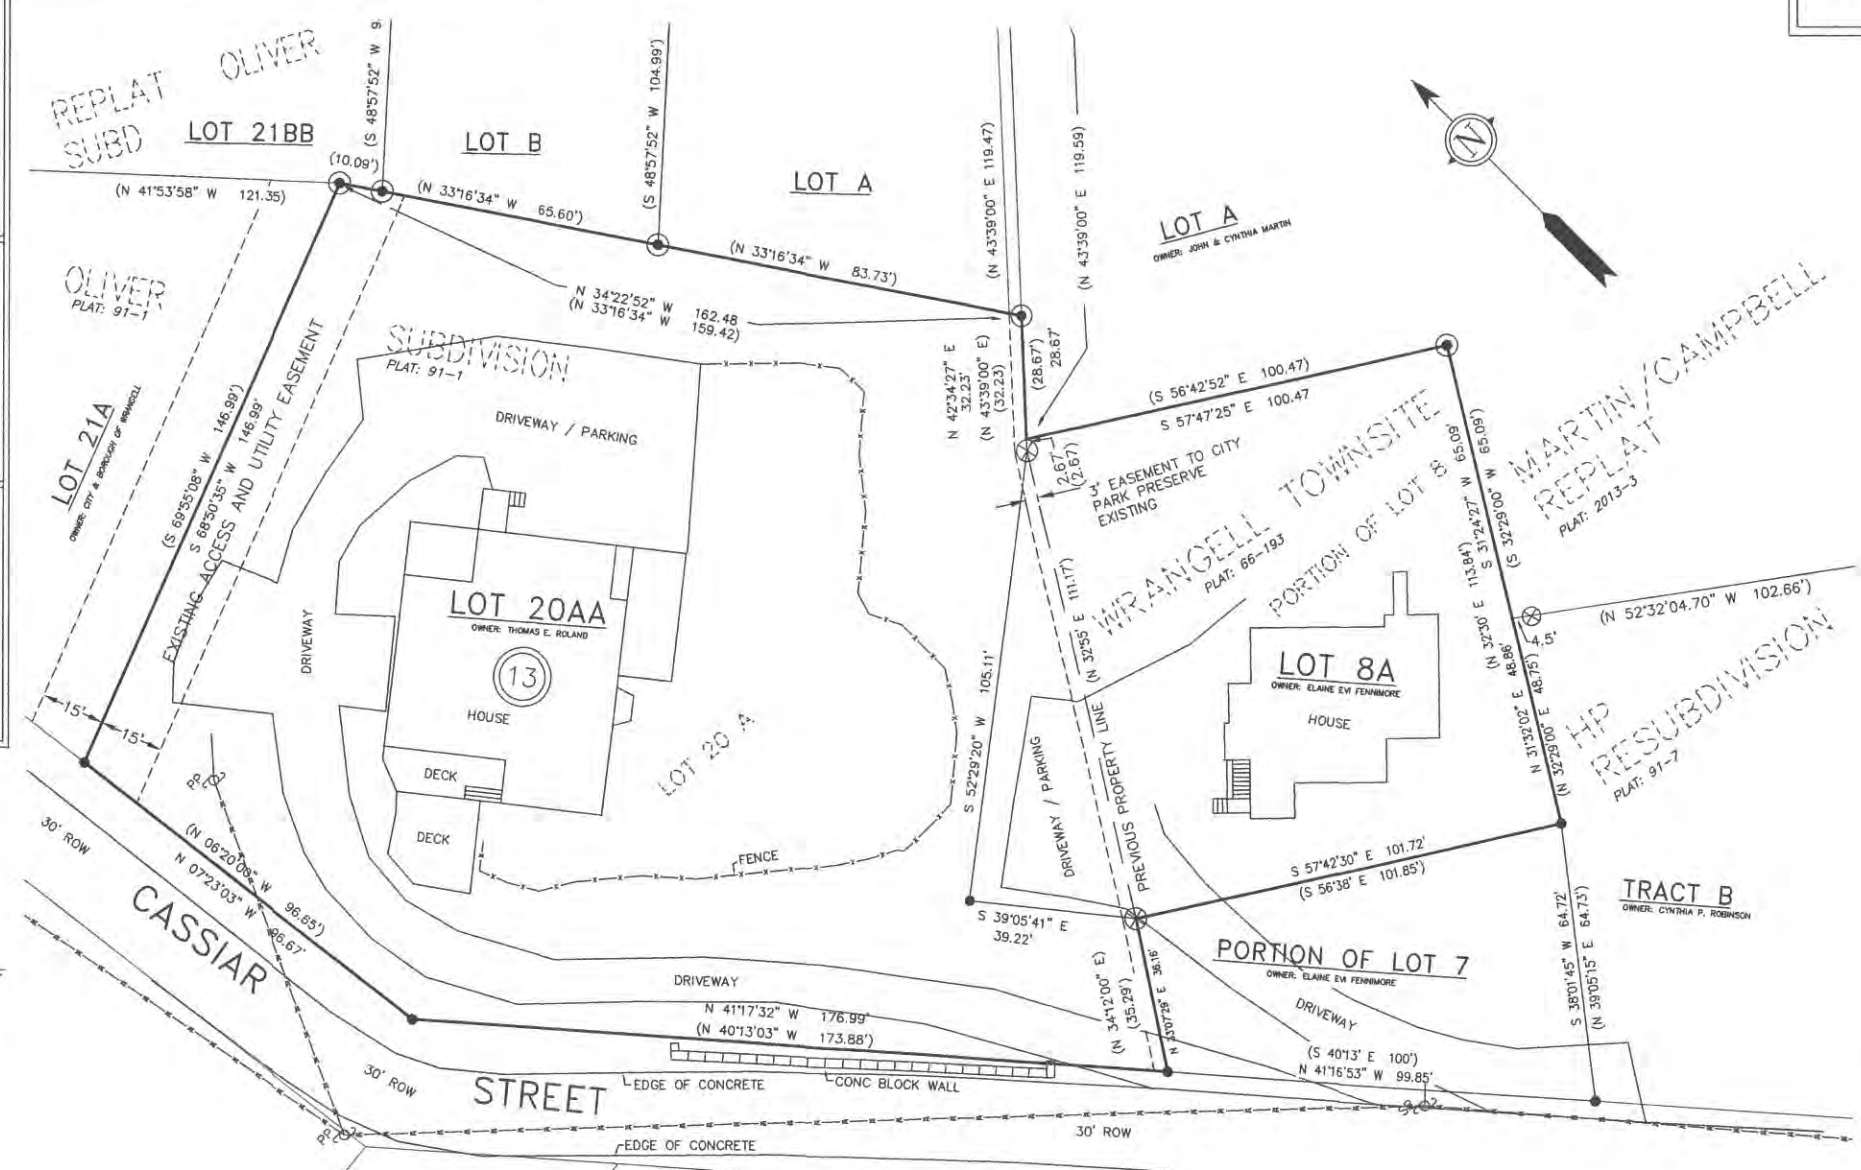 REPLAT OLIVER
SUBD
LOT 21BB
(10.09')
(S 48°57'52" W 9
LOT B
(S 48°57'52" W 104.99')
LOT A
(N 41°53'58" W 121.35)
(N 33°16'34" W 65.60')
(N 33°16'34" W 83.73')
N 34°22'52" W 162.48
(N 33°16'34" W 159.42)
(N 43°39'00" E 119.47)
(N 43°39'00" E 119.59)
LOT A
OWNER: JOHN & CYNTHIA MARTIN
N
OLIVER
PLAT: 91-1
SUBDIVISION
PLAT: 91-1
LOT 21A
OWNER: CITY & BOROUGH OF WRANGELL
(S 69°55'08" W 146.99')
S 68°50'35" W 146.99'
EXISTING ACCESS AND UTILITY EASEMENT
DRIVEWAY / PARKING
N 42°34'27" E
32.23'
(N 43°39'00" E)
(32.23)
(28.67')
28.67'
(S 56°42'52" E 100.47)
S 57°47'25" E 100.47
2.67'
(2.67)
3' EASEMENT TO CITY
PARK PRESERVE
EXISTING
WRANGELL TOWNSITE
PLAT: 66-193
PORTION OF LOT 8
MARTIN/CAMPBELL
REPLAT
PLAT: 2013-3
S 31°24'27" W 65.09'
(S 32°29'00" W 65.09')
(N 32°30' E 113.84')
(N 52°32'04.70" W 102.66')
4.5'
N 31°32'02" E 48.86'
(N 32°29'00" E 48.75')
HP
RESUBDIVISION
PLAT: 91-7
LOT 20AA
OWNER: THOMAS E. ROLAND
13
HOUSE
DRIVEWAY
DECK
DECK
LOT 20 A
FENCE
S 52°29'20" W 105.11'
PREVIOUS PROPERTY LINE (N 32°55' E 111.17')
DRIVEWAY / PARKING
LOT 8A
OWNER: ELAINE EVI FENNIMORE
HOUSE
15'
15'
PP
30' ROW
(N 06°20'00" W 96.65')
N 07°23'03" W 96.67'
CASSIAR
S 57°42'30" E 101.72'
(S 56°38' E 101.85')
S 39°05'41" E
39.22'
TRACT B
OWNER: CYNTHIA P. ROBINSON
PORTION OF LOT 7
OWNER: ELAINE EVI FENNIMORE
DRIVEWAY
S 38°01'45" W 64.72'
(N 39°05'15" E 64.73')
(N 34°12'00" E)
(35.29')
N 33°07'29" E 36.16'
DRIVEWAY
N 41°17'32" W 176.99'
(N 40°13'03" W 173.88')
(S 40°13' E 100')
N 41°16'53" W 99.85'
30' ROW
STREET
EDGE OF CONCRETE
CONC BLOCK WALL
PP
EDGE OF CONCRETE
30' ROW